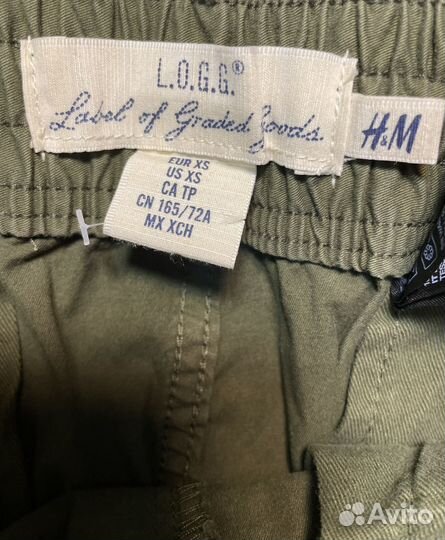 L.O.G.G.®
Label of Graded Goods
H&M
EUR XS
US XS
CA TP
CN 165/72A
MX XCH
Avito